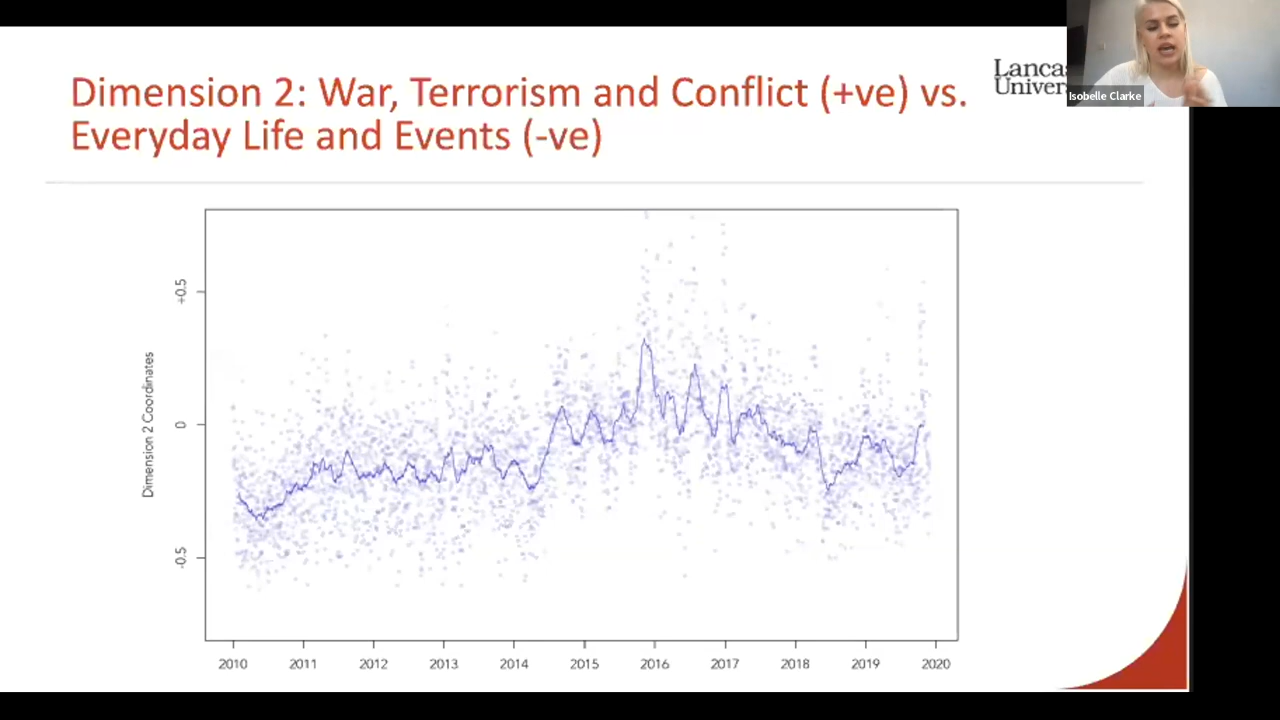 Dimension 2: War, Terrorism and Conflict (+ve) vs.
Everyday Life and Events (-ve)
Isobelle Clarke
+0.5
0
-0.5
Dimension 2 Coordinates
2010 2011 2012 2013 2014 2015 2016 2017 2018 2019 2020